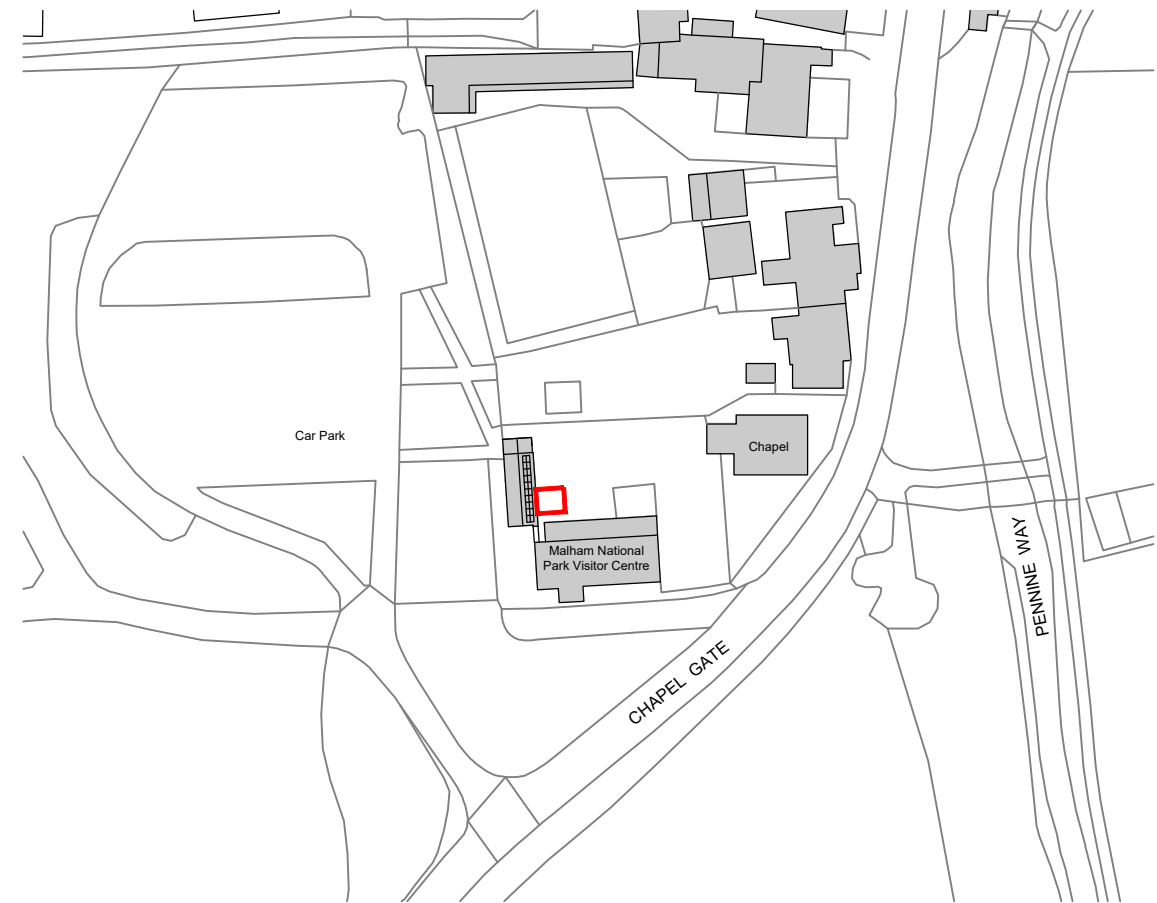 Car Park
Chapel
Malham National
Park Visitor Centre
PENNINE WAY
CHAPEL GATE